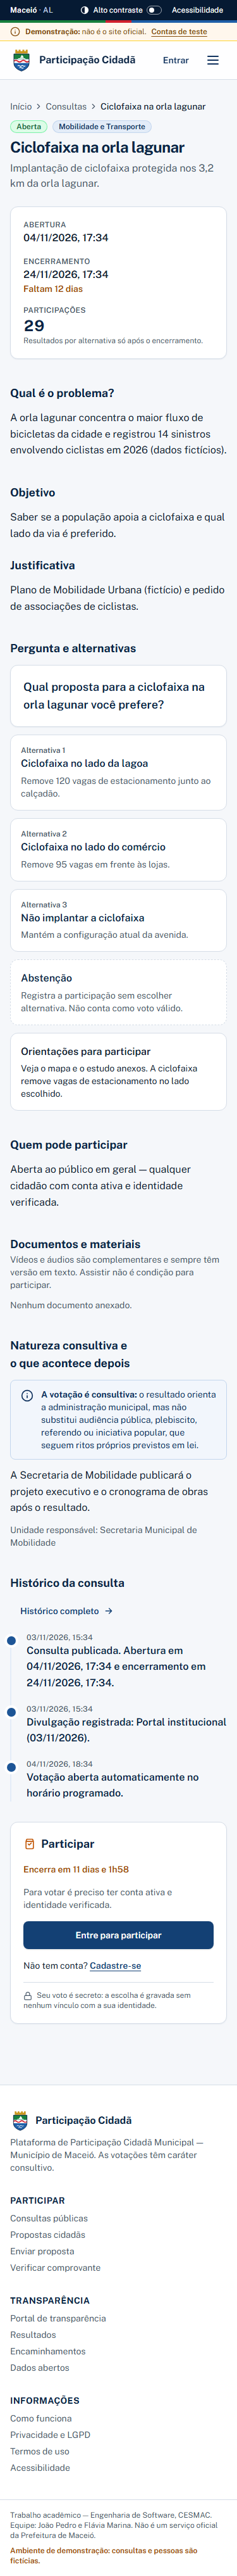 Maceió · AL Alto contraste Acessibilidade
Demonstração: não é o site oficial. Contas de teste
Participação Cidadã Entrar
Início > Consultas > Ciclofaixa na orla lagunar
Aberta Mobilidade e Transporte
Ciclofaixa na orla lagunar
Implantação de ciclofaixa protegida nos 3,2
km da orla lagunar.
ABERTURA
04/11/2026, 17:34
ENCERRAMENTO
24/11/2026, 17:34
Faltam 12 dias
PARTICIPAÇÕES
29
Resultados por alternativa só após o encerramento.
Qual é o problema?
A orla lagunar concentra o maior fluxo de
bicicletas da cidade e registrou 14 sinistros
envolvendo ciclistas em 2026 (dados fictícios).
Objetivo
Saber se a população apoia a ciclofaixa e qual
lado da via é preferido.
Justificativa
Plano de Mobilidade Urbana (fictício) e pedido
de associações de ciclistas.
Pergunta e alternativas
Qual proposta para a ciclofaixa na
orla lagunar você prefere?
Alternativa 1
Ciclofaixa no lado da lagoa
Remove 120 vagas de estacionamento junto ao
calçadão.
Alternativa 2
Ciclofaixa no lado do comércio
Remove 95 vagas em frente às lojas.
Alternativa 3
Não implantar a ciclofaixa
Mantém a configuração atual da avenida.
Abstenção
Registra a participação sem escolher
alternativa. Não conta como voto válido.
Orientações para participar
Veja o mapa e o estudo anexos. A ciclofaixa
remove vagas de estacionamento no lado
escolhido.
Quem pode participar
Aberta ao público em geral — qualquer
cidadão com conta ativa e identidade
verificada.
Documentos e materiais
Vídeos e áudios são complementares e sempre têm
versão em texto. Assistir não é condição para
participar.
Nenhum documento anexado.
Natureza consultiva e
o que acontece depois
A votação é consultiva: o resultado orienta
a administração municipal, mas não
substitui audiência pública, plebiscito,
referendo ou iniciativa popular, que
seguem ritos próprios previstos em lei.
A Secretaria de Mobilidade publicará o
projeto executivo e o cronograma de obras
após o resultado.
Unidade responsável: Secretaria Municipal de
Mobilidade
Histórico da consulta
Histórico completo →
03/11/2026, 15:34
Consulta publicada. Abertura em
04/11/2026, 17:34 e encerramento em
24/11/2026, 17:34.
03/11/2026, 15:34
Divulgação registrada: Portal institucional
(03/11/2026).
04/11/2026, 18:34
Votação aberta automaticamente no
horário programado.
Participar
Encerra em 11 dias e 1h58
Para votar é preciso ter conta ativa e
identidade verificada.
Entre para participar
Não tem conta? Cadastre-se
Seu voto é secreto: a escolha é gravada sem
nenhum vínculo com a sua identidade.
Participação Cidadã
Plataforma de Participação Cidadã Municipal —
Município de Maceió. As votações têm caráter
consultivo.
PARTICIPAR
Consultas públicas
Propostas cidadãs
Enviar proposta
Verificar comprovante
TRANSPARÊNCIA
Portal de transparência
Resultados
Encaminhamentos
Dados abertos
INFORMAÇÕES
Como funciona
Privacidade e LGPD
Termos de uso
Acessibilidade
Trabalho acadêmico — Engenharia de Software, CESMAC.
Equipe: João Pedro e Flávia Marina. Não é um serviço oficial
da Prefeitura de Maceió.
Ambiente de demonstração: consultas e pessoas são
fictícias.